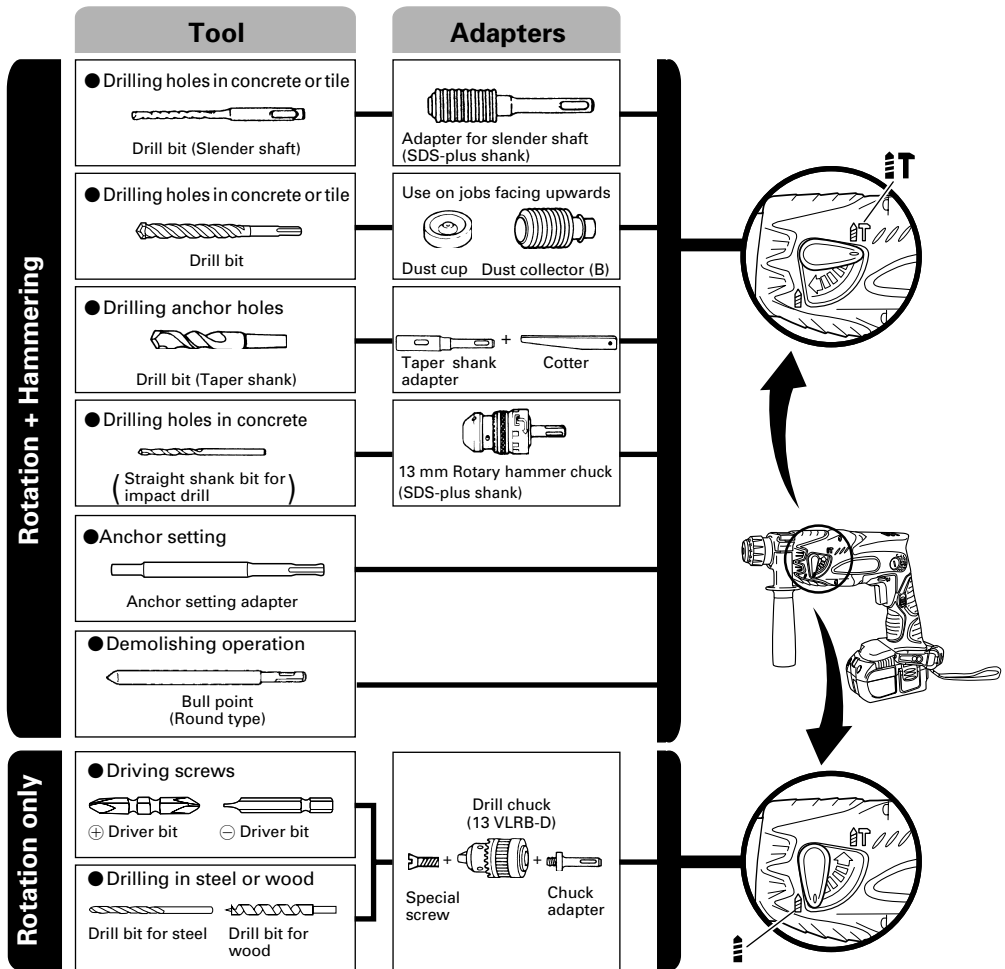 Tool
Adapters
Rotation + Hammering
● Drilling holes in concrete or tile
Drill bit (Slender shaft)
Adapter for slender shaft
(SDS-plus shank)
● Drilling holes in concrete or tile
Drill bit
Use on jobs facing upwards
Dust cup
Dust collector (B)
● Drilling anchor holes
Drill bit (Taper shank)
+
Taper shank
adapter
Cotter
● Drilling holes in concrete
(Straight shank bit for
impact drill)
13 mm Rotary hammer chuck
(SDS-plus shank)
●Anchor setting
Anchor setting adapter
● Demolishing operation
Bull point
(Round type)
Rotation only
● Driving screws
⊕ Driver bit
⊖ Driver bit
● Drilling in steel or wood
Drill bit for steel
Drill bit for
wood
Drill chuck
(13 VLRB-D)
+
+
Special
screw
Chuck
adapter